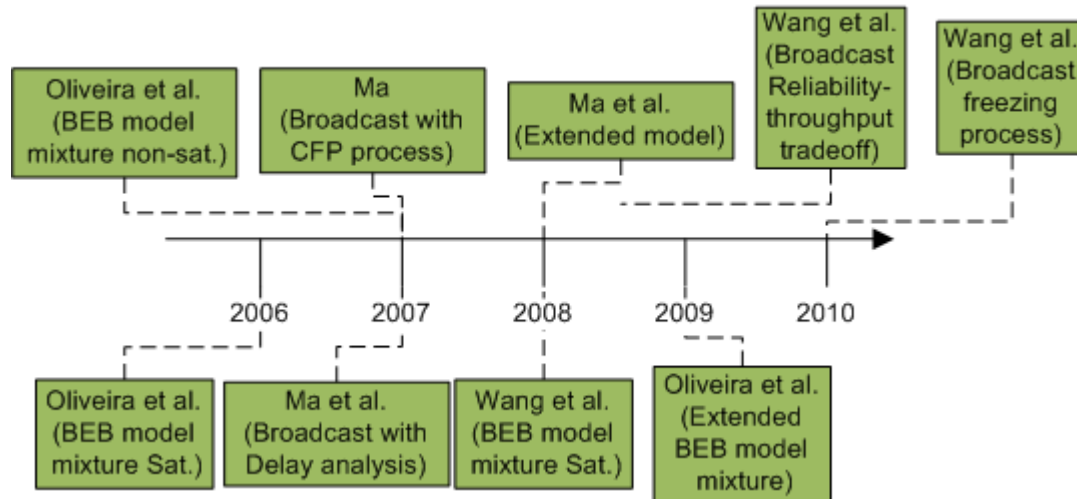 Oliveira et al.
(BEB model
mixture non-sat.)
Ma
(Broadcast with
CFP process)
Ma et al.
(Extended model)
Wang et al.
(Broadcast
Reliability-
throughput
tradeoff)
Wang et al.
(Broadcast
freezing
process)
2006
2007
2008
2009
2010
Oliveira et al.
(BEB model
mixture Sat.)
Ma et al.
(Broadcast with
Delay analysis)
Wang et al.
(BEB model
mixture Sat.)
Oliveira et al.
(Extended
BEB model
mixture)